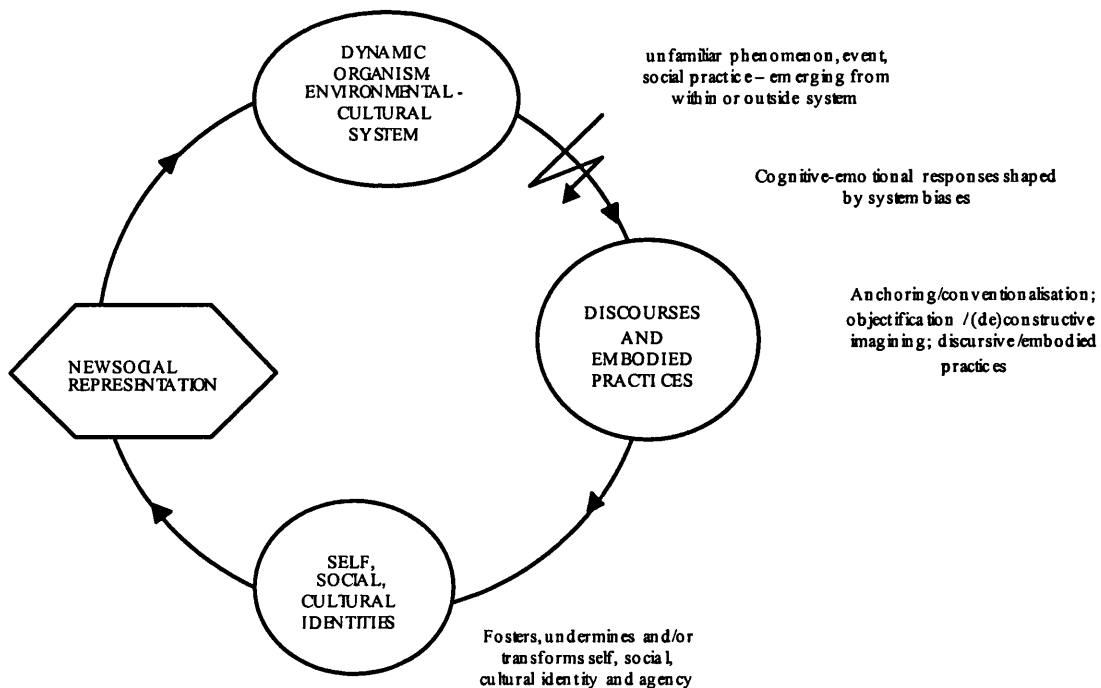 DYNAMIC
ORGANISM
ENVIRONMENTAL-
CULTURAL
SYSTEM
unfamiliar phenomenon, event,
social practice – emerging from
within or outside system
Cognitive-emotional responses shaped
by system biases
DISCOURSES
AND
EMBODIED
PRACTICES
Anchoring/conventionalisation;
objectification /(de)constructive
imagining; discursive/embodied
practices
NEW SOCIAL
REPRESENTATION
SELF,
SOCIAL,
CULTURAL
IDENTITIES
Fosters, undermines and/or
transforms self, social,
cultural identity and agency